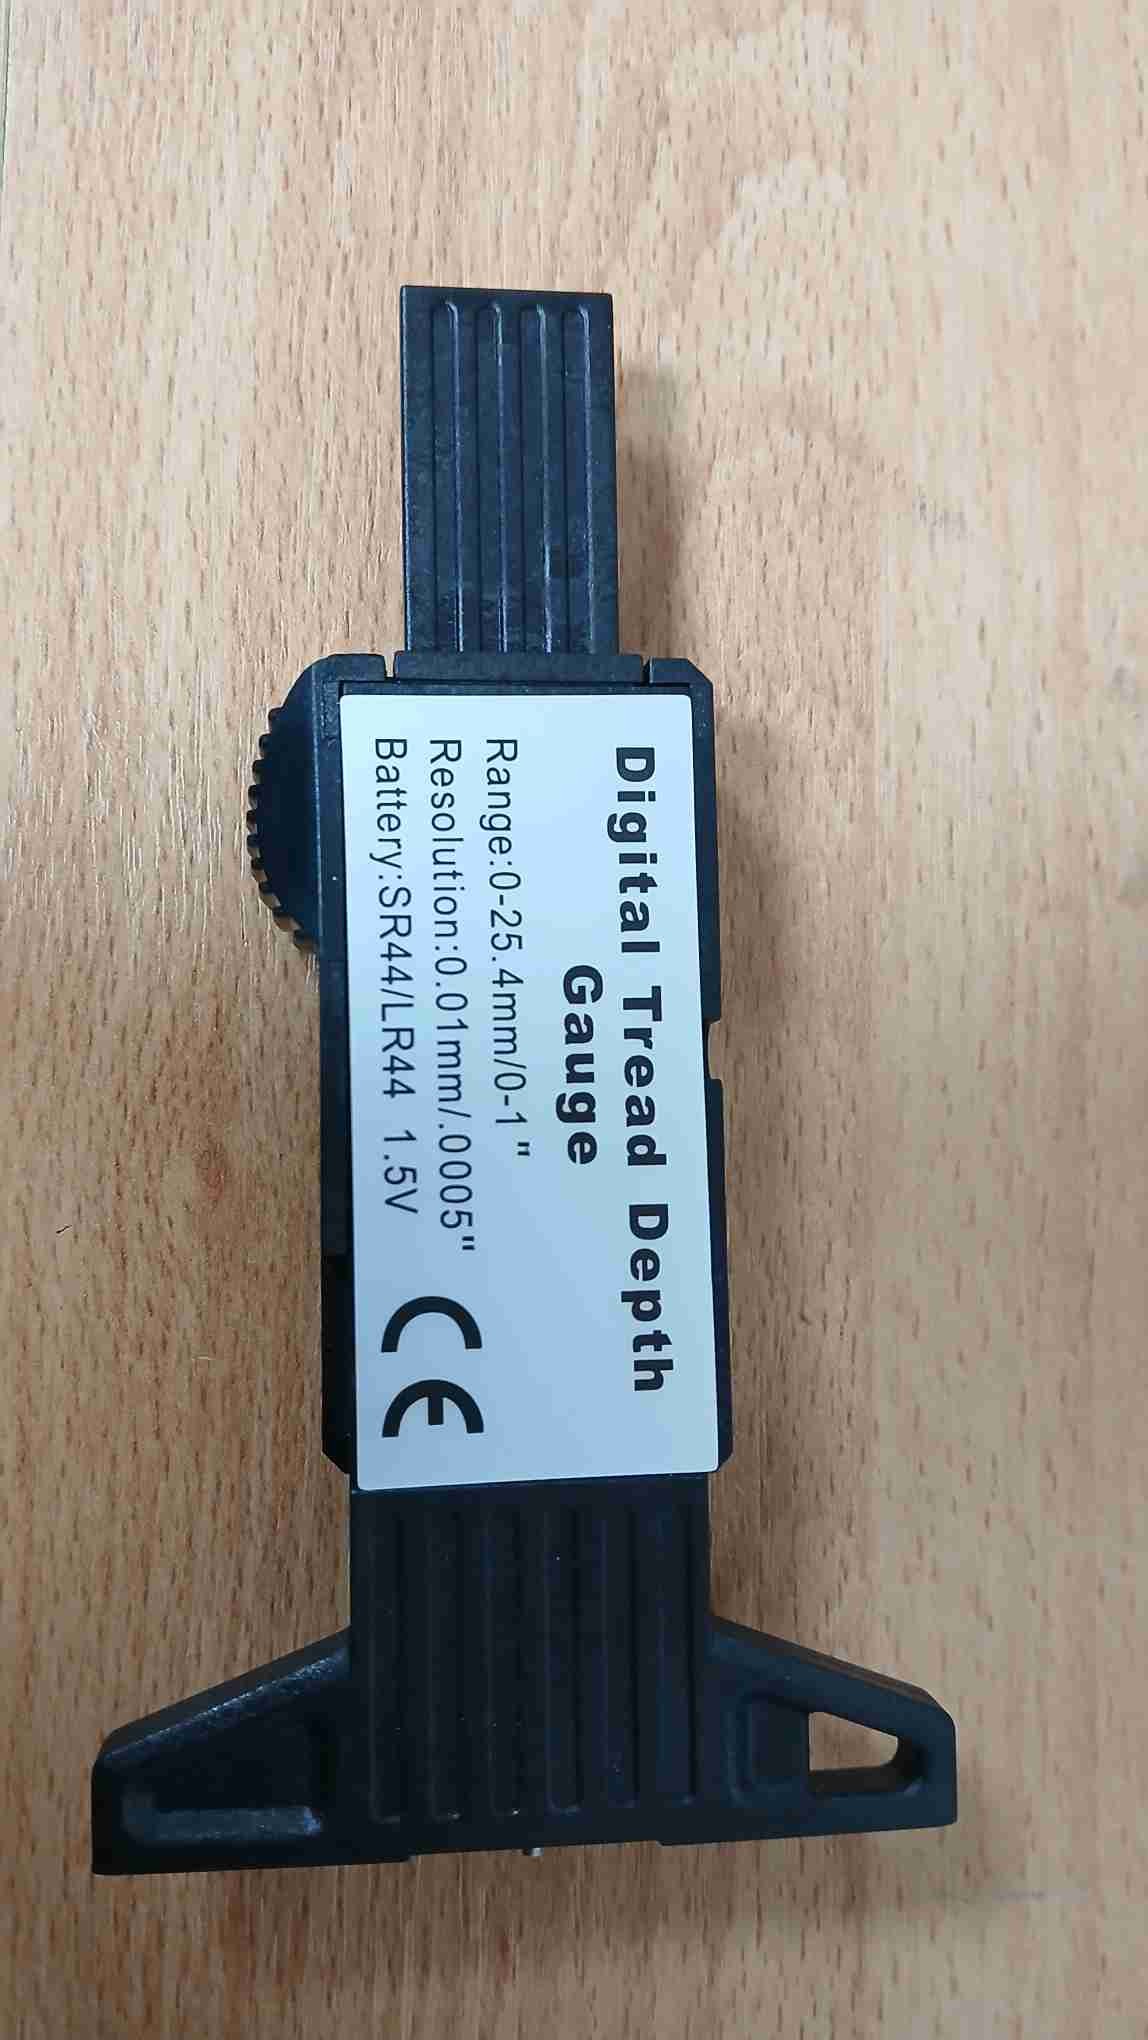 Digital Tread Depth
Gauge
Range:0-25.4mm/0-1"
Resolution:0.01mm/.0005"
Battery:SR44/LR44 1.5V
CE